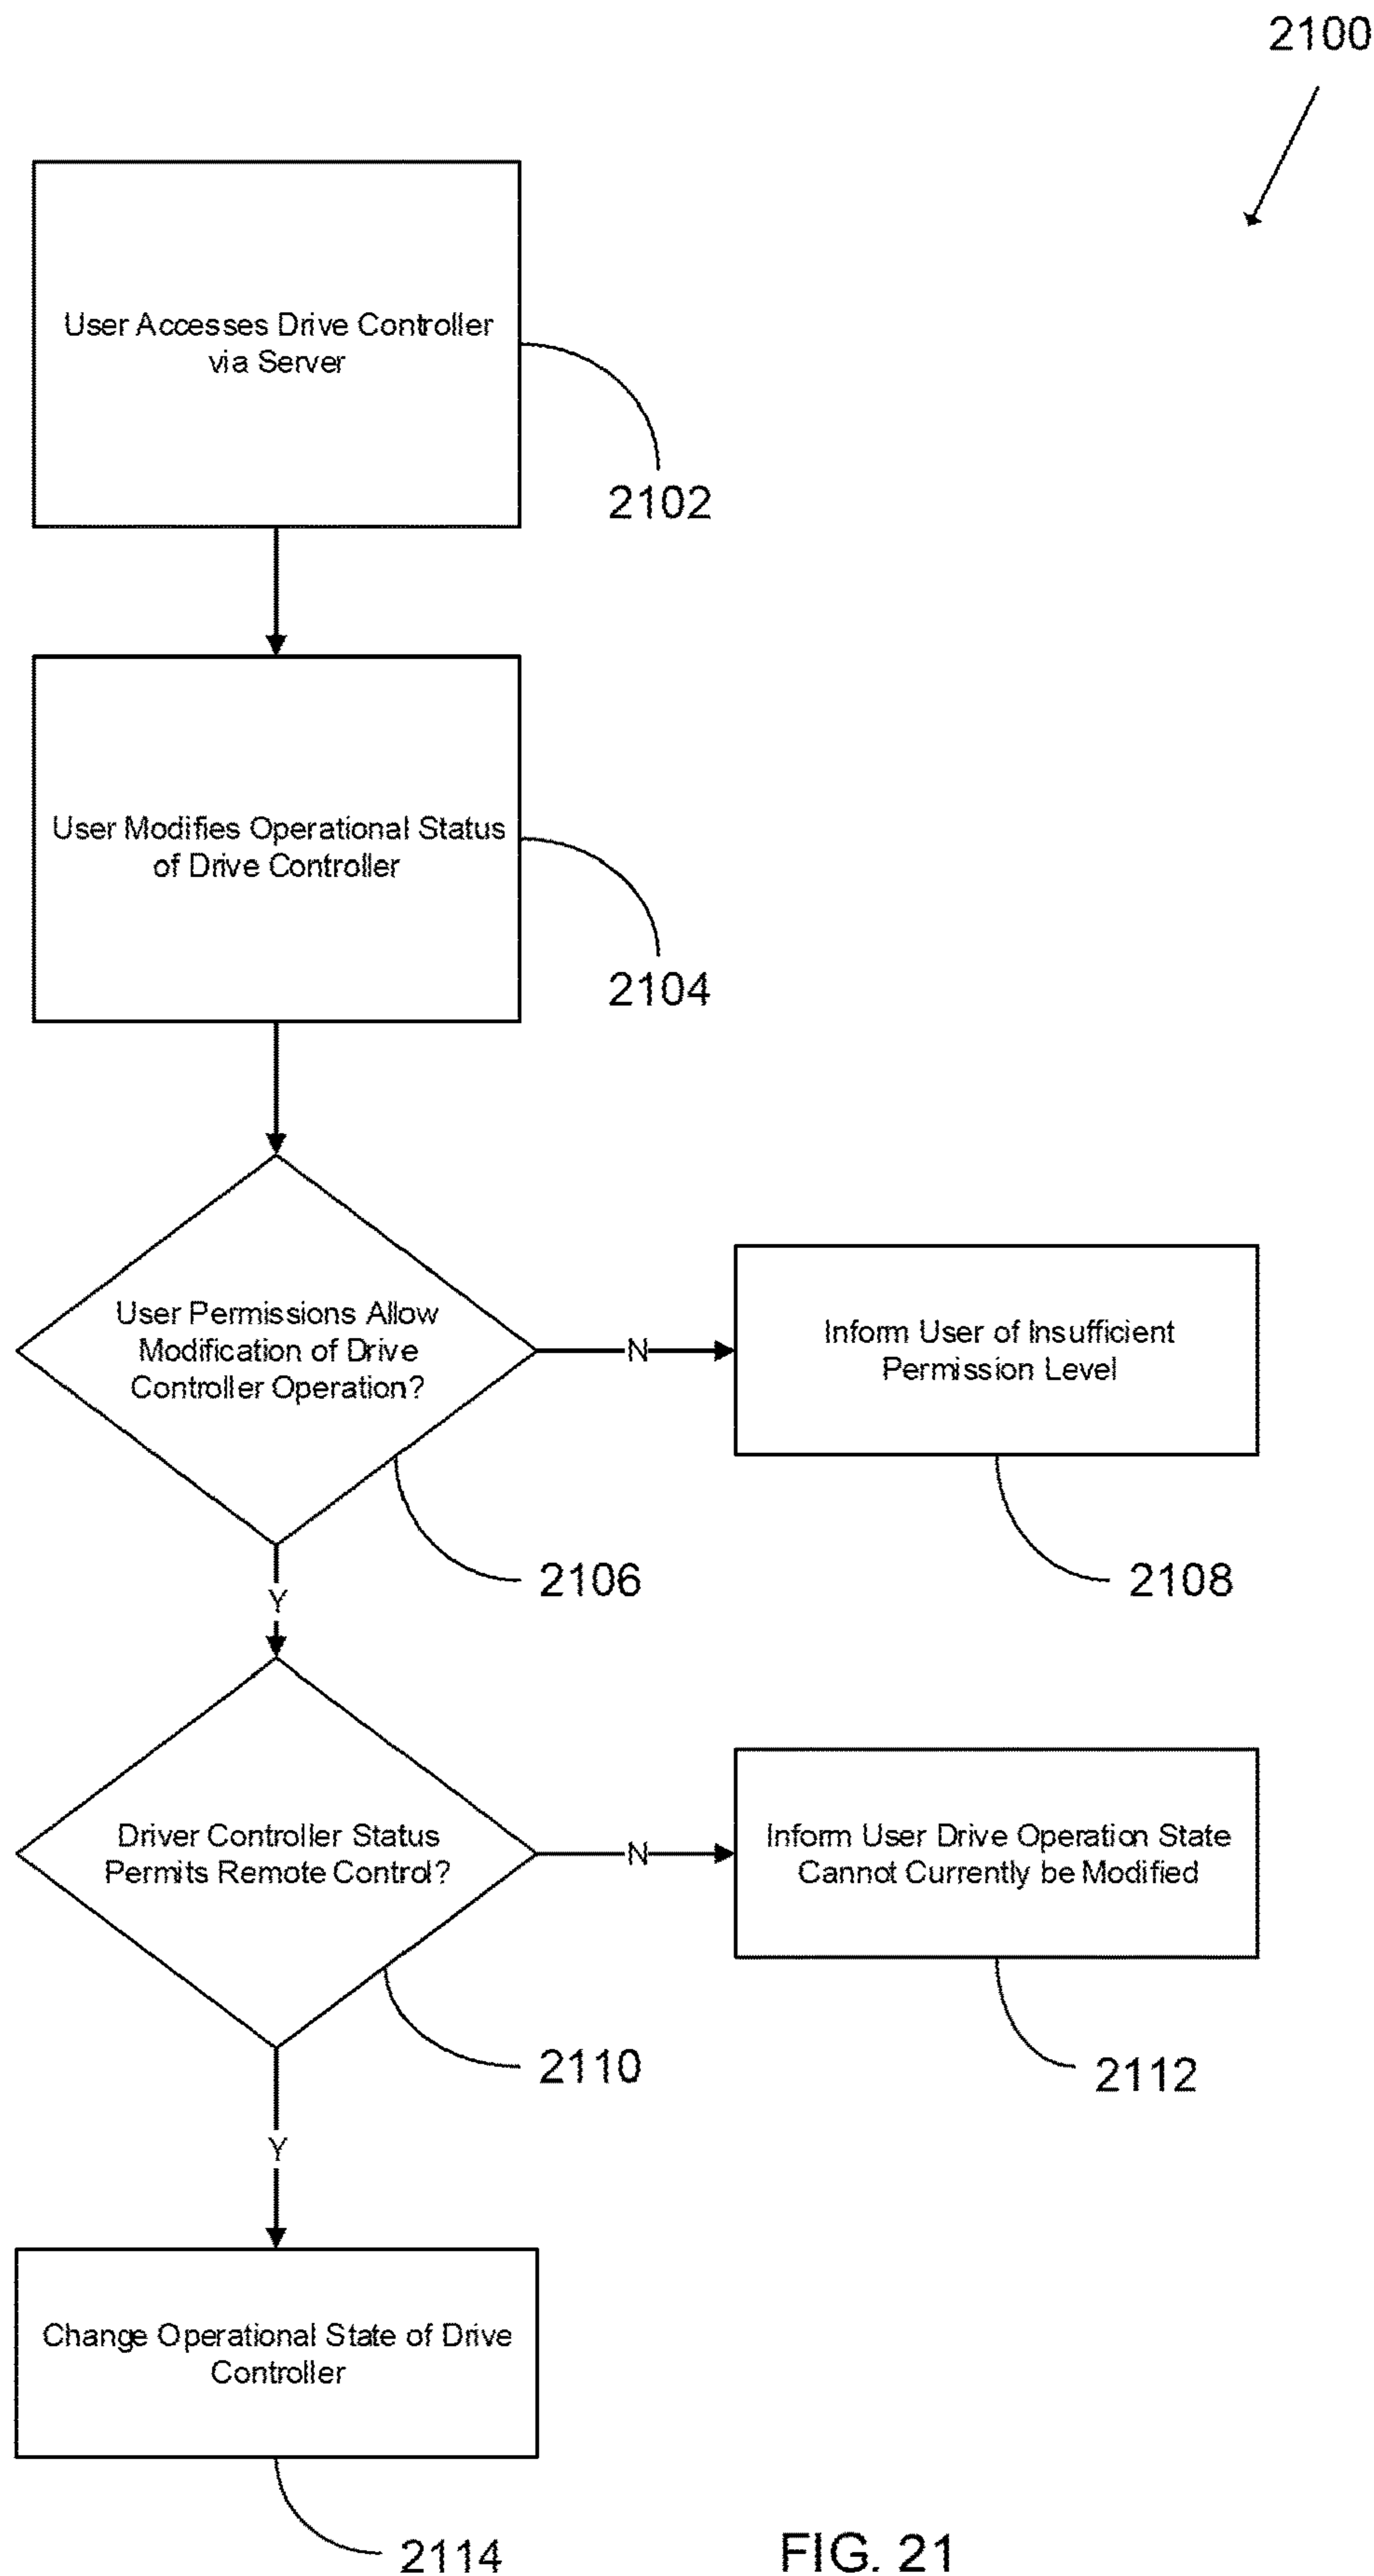 2100
User Accesses Drive Controller
via Server
2102
User Modifies Operational Status
of Drive Controller
2104
User Permissions Allow
Modification of Drive
Controller Operation?
N
Inform User of Insufficient
Permission Level
2106
2108
Y
Driver Controller Status
Permits Remote Control?
N
Inform User Drive Operation State
Cannot Currently be Modified
2110
2112
Y
Change Operational State of Drive
Controller
2114
FIG. 21